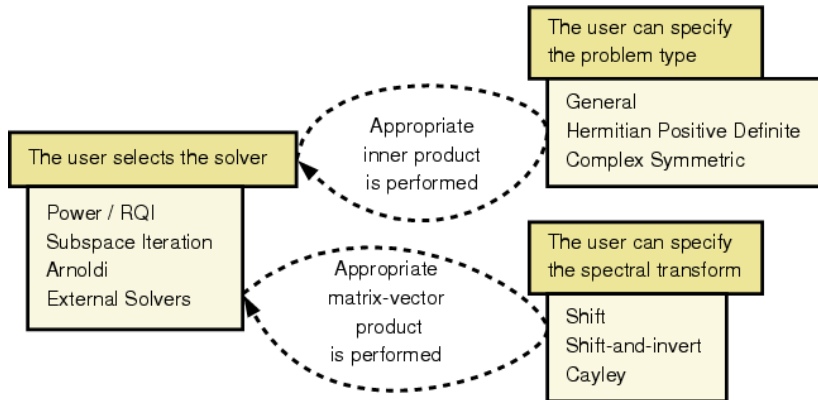 The user can specify
the problem type
General
Hermitian Positive Definite
Complex Symmetric
Appropriate
inner product
is performed
The user selects the solver
Power / RQI
Subspace Iteration
Arnoldi
External Solvers
Appropriate
matrix-vector
product
is performed
The user can specify
the spectral transform
Shift
Shift-and-invert
Cayley